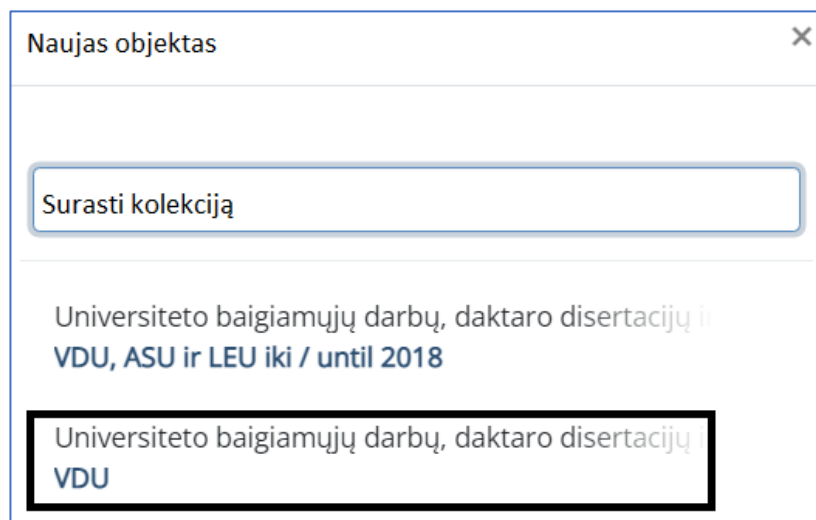 Naujas objektas
Surasti kolekciją
Universiteto baigiamųjų darbų, daktaro disertacijų
VDU, ASU ir LEU iki / until 2018
Universiteto baigiamųjų darbų, daktaro disertacijų
VDU